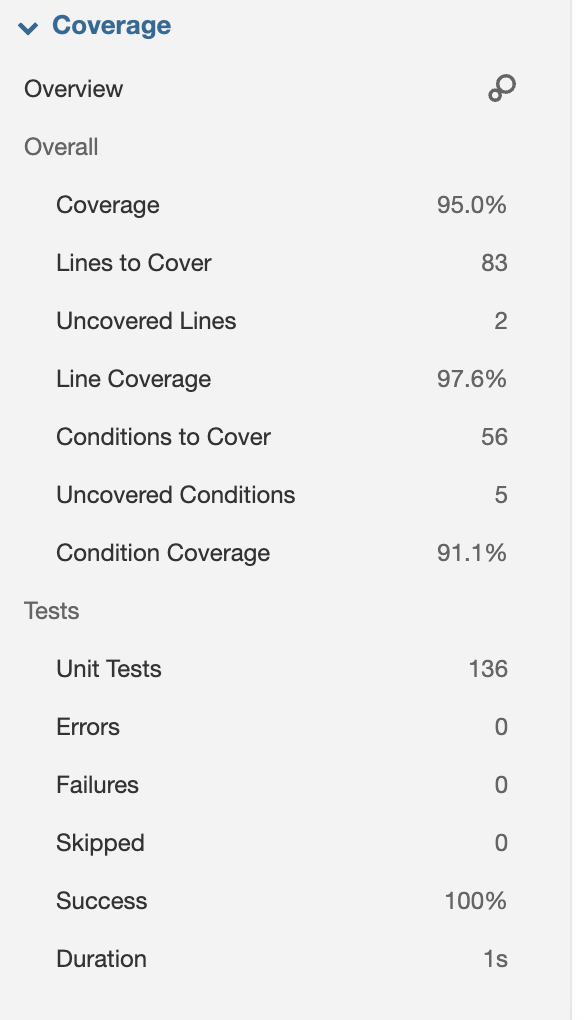 Coverage
Overview
Overall
Coverage 95.0%
Lines to Cover 83
Uncovered Lines 2
Line Coverage 97.6%
Conditions to Cover 56
Uncovered Conditions 5
Condition Coverage 91.1%
Tests
Unit Tests 136
Errors 0
Failures 0
Skipped 0
Success 100%
Duration 1s